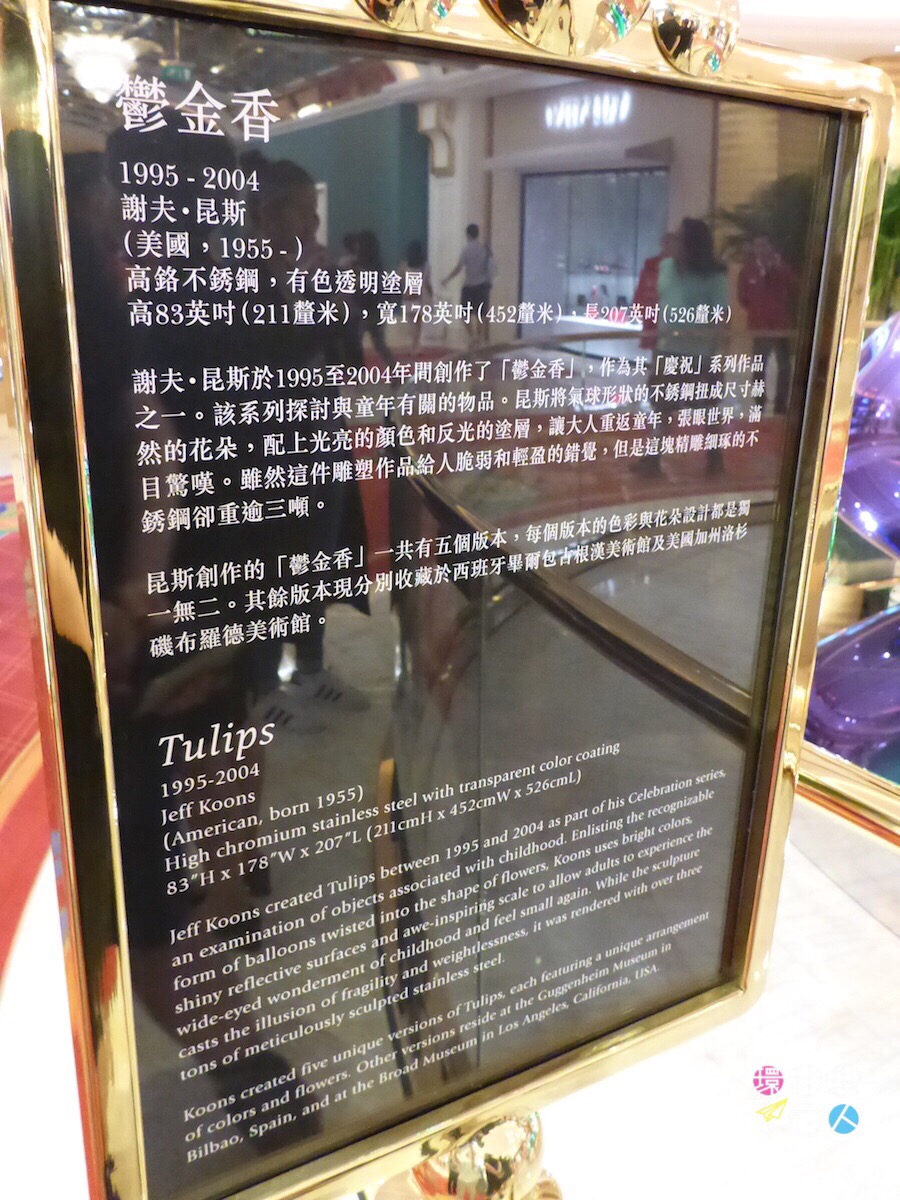 鬱金香
1995 - 2004
謝夫·昆斯
(美國，1955 - )
高鉻不銹鋼，有色透明塗層
高83英吋(211釐米)，寬178英吋(452釐米)，長207英吋(526釐米)
謝夫·昆斯於1995至2004年間創作了「鬱金香」，作為其「慶祝」系列作品
之一。該系列探討與童年有關的物品。昆斯將氣球形狀的不銹鋼扭成尺寸赫
然的花朵，配上光亮的顏色和反光的塗層，讓大人重返童年，張眼世界，滿
目驚嘆。雖然這件雕塑作品給人脆弱和輕盈的錯覺，但是這塊精雕細琢的不
銹鋼卻重逾三噸。
昆斯創作的「鬱金香」一共有五個版本，每個版本的色彩與花朵設計都是獨
一無二。其餘版本現分別收藏於西班牙畢爾包古根漢美術館及美國加州洛杉
磯布羅德美術館。
Tulips
1995-2004
Jeff Koons
(American, born 1955)
High chromium stainless steel with transparent color coating
83"H x 178"W x 207"L (211cmH x 452cmW x 526cmL)
Jeff Koons created Tulips between 1995 and 2004 as part of his Celebration series,
an examination of objects associated with childhood. Enlisting the recognizable
form of balloons twisted into the shape of flowers, Koons uses bright colors,
shiny reflective surfaces and awe-inspiring scale to allow adults to experience the
wide-eyed wonderment of childhood and feel small again. While the sculpture
casts the illusion of fragility and weightlessness, it was rendered with over three
tons of meticulously sculpted stainless steel.
Koons created five unique versions of Tulips, each featuring a unique arrangement
of colors and flowers. Other versions reside at the Guggenheim Museum in
Bilbao, Spain, and at the Broad Museum in Los Angeles, California, USA.
環
人